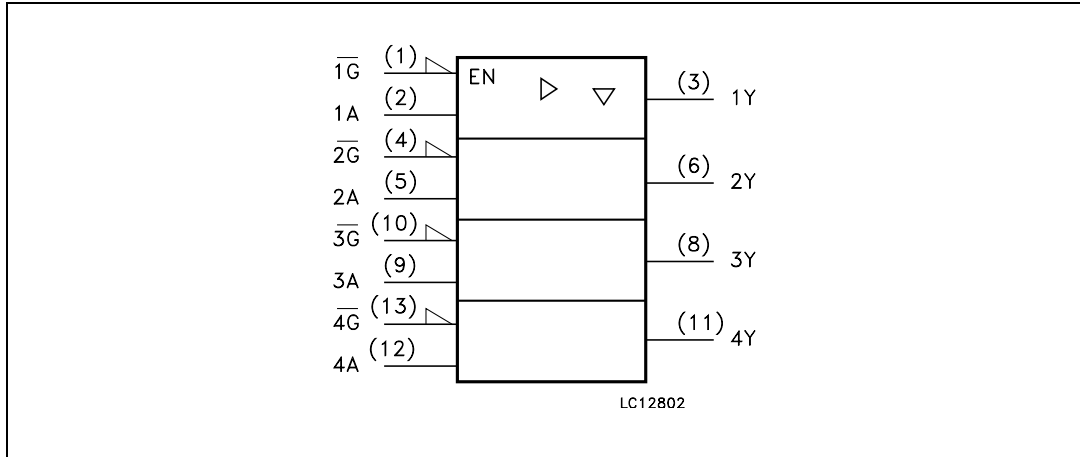 1G̅ (1) EN
1A (2) (3) 1Y
2G̅ (4)
2A (5) (6) 2Y
3G̅ (10)
3A (9) (8) 3Y
4G̅ (13)
4A (12) (11) 4Y
LC12802